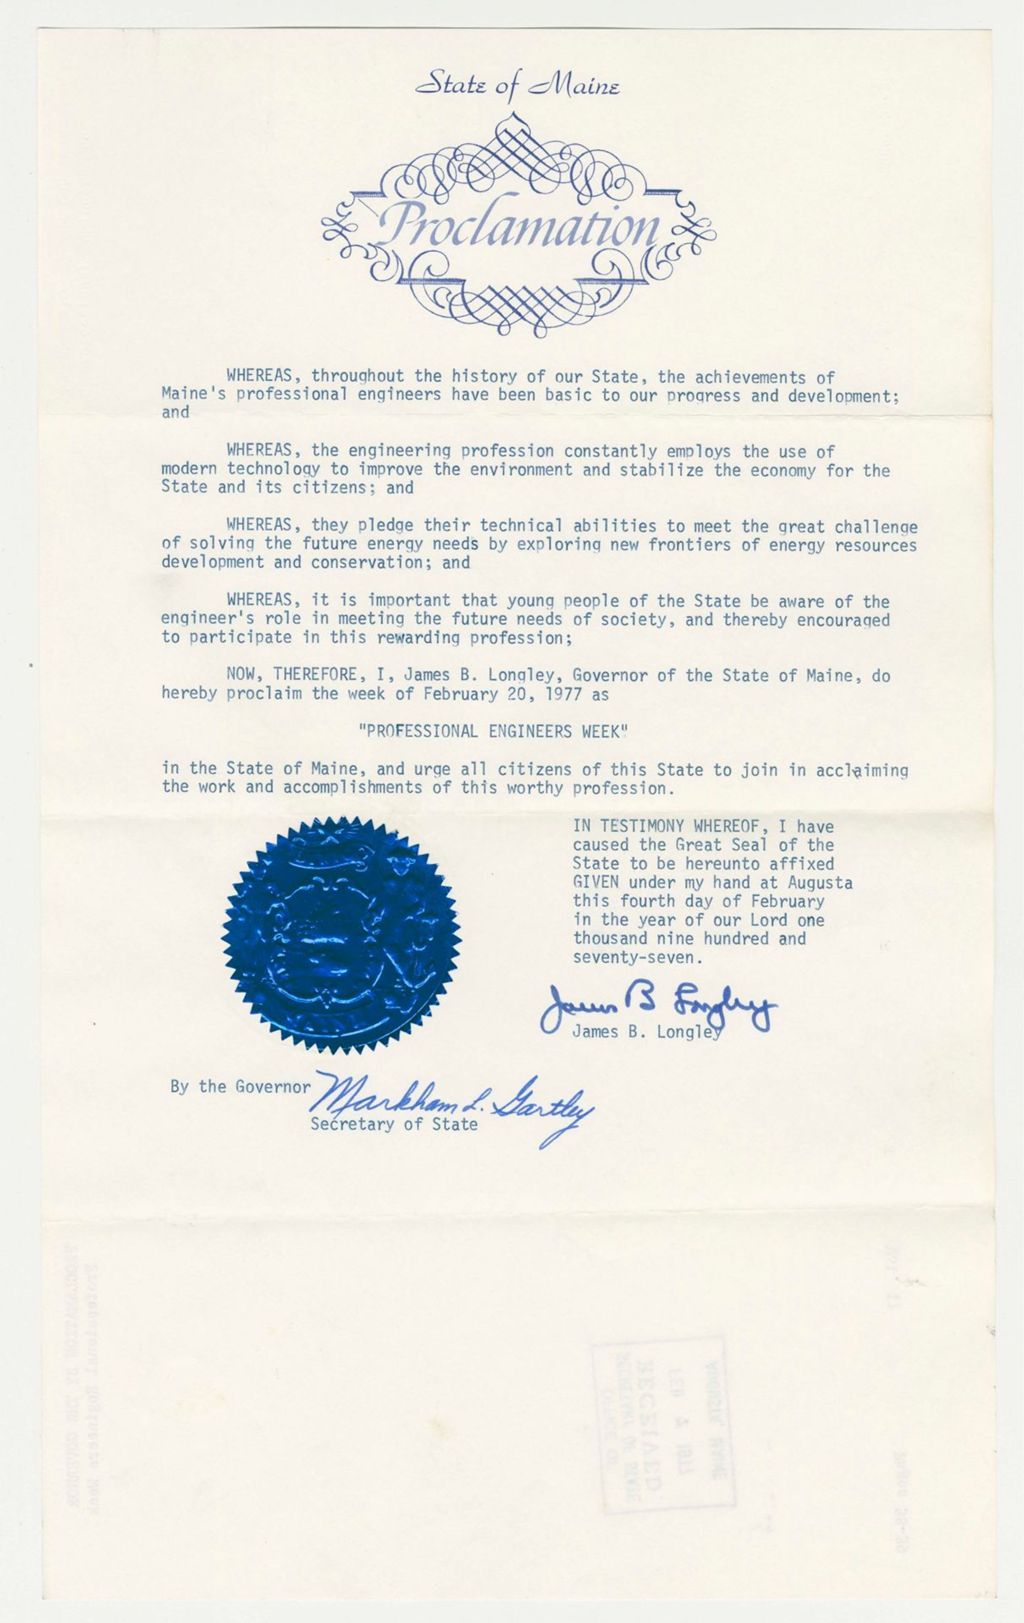 State of Maine
Proclamation
WHEREAS, throughout the history of our State, the achievements of
Maine's professional engineers have been basic to our progress and development;
and
WHEREAS, the engineering profession constantly employs the use of
modern technology to improve the environment and stabilize the economy for the
State and its citizens; and
WHEREAS, they pledge their technical abilities to meet the great challenge
of solving the future energy needs by exploring new frontiers of energy resources
development and conservation; and
WHEREAS, it is important that young people of the State be aware of the
engineer's role in meeting the future needs of society, and thereby encouraged
to participate in this rewarding profession;
NOW, THEREFORE, I, James B. Longley, Governor of the State of Maine, do
hereby proclaim the week of February 20, 1977 as
"PROFESSIONAL ENGINEERS WEEK"
in the State of Maine, and urge all citizens of this State to join in acclaiming
the work and accomplishments of this worthy profession.
IN TESTIMONY WHEREOF, I have
caused the Great Seal of the
State to be hereunto affixed
GIVEN under my hand at Augusta
this fourth day of February
in the year of our Lord one
thousand nine hundred and
seventy-seven.
James B Longley
James B. Longley
By the Governor
Markham L. Gartley
Secretary of State
Professional Engineers Week
PROCLAMATION BY THE GOVERNOR
RECEIVED